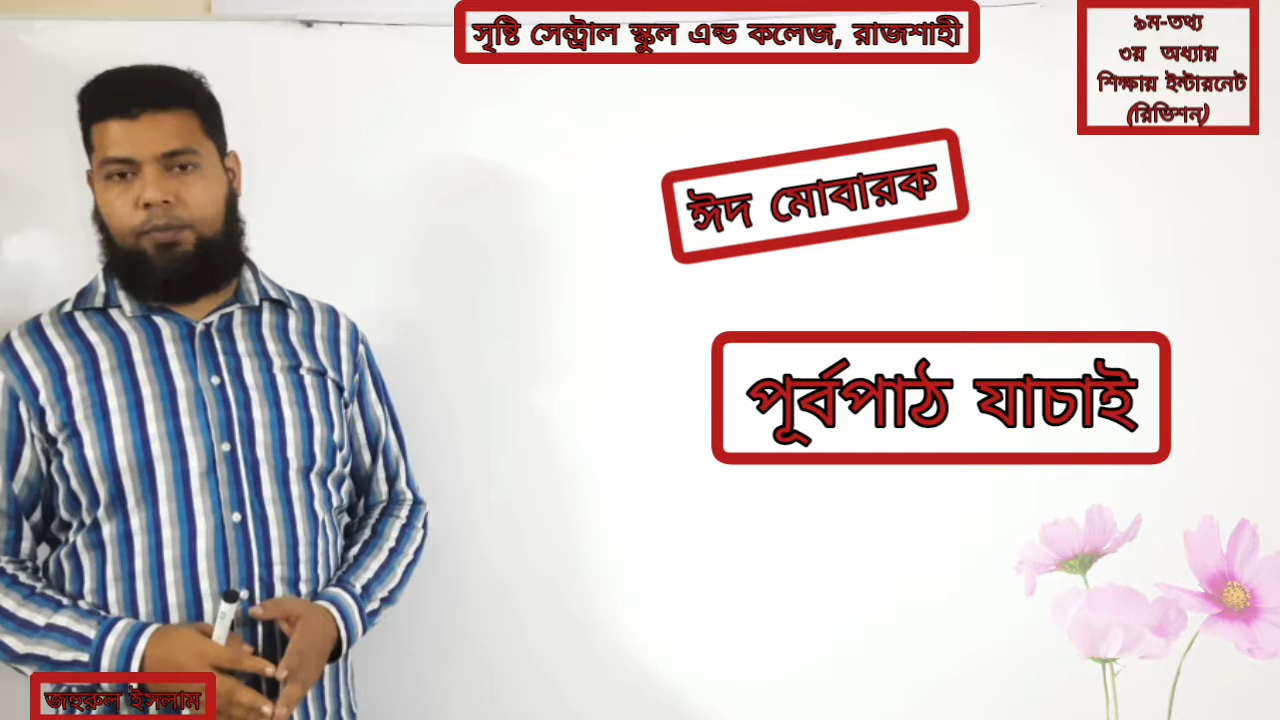 সৃষ্টি সেন্ট্রাল স্কুল এন্ড কলেজ, রাজশাহী
৯ম-তথ্য
৩য় অধ্যায়
শিক্ষায় ইন্টারনেট
(রিভিশন)
ঈদ মোবারক
পূর্বপাঠ যাচাই
জহুরুল ইসলাম